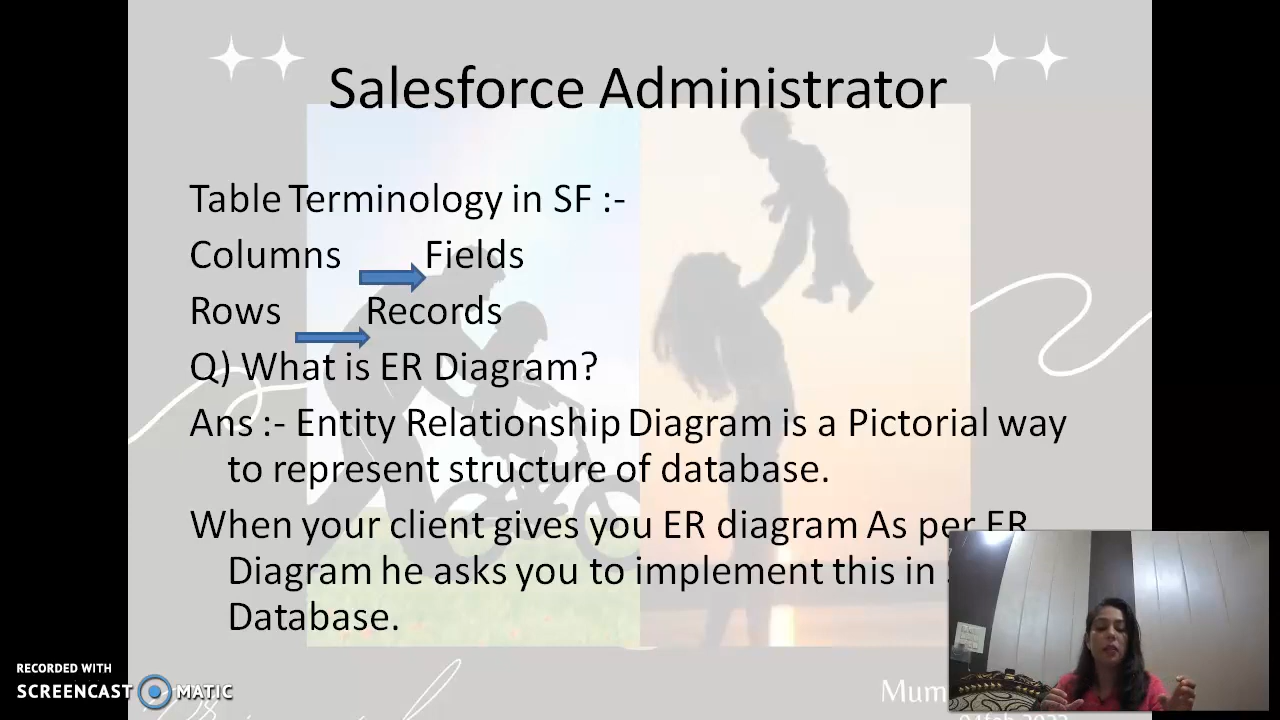 Salesforce Administrator
Table Terminology in SF :-
Columns Fields
Rows Records
Q) What is ER Diagram?
Ans :- Entity Relationship Diagram is a Pictorial way
to represent structure of database.
When your client gives you ER diagram As per ER
Diagram he asks you to implement this in
Database.
RECORDED WITH
SCREENCAST MATIC